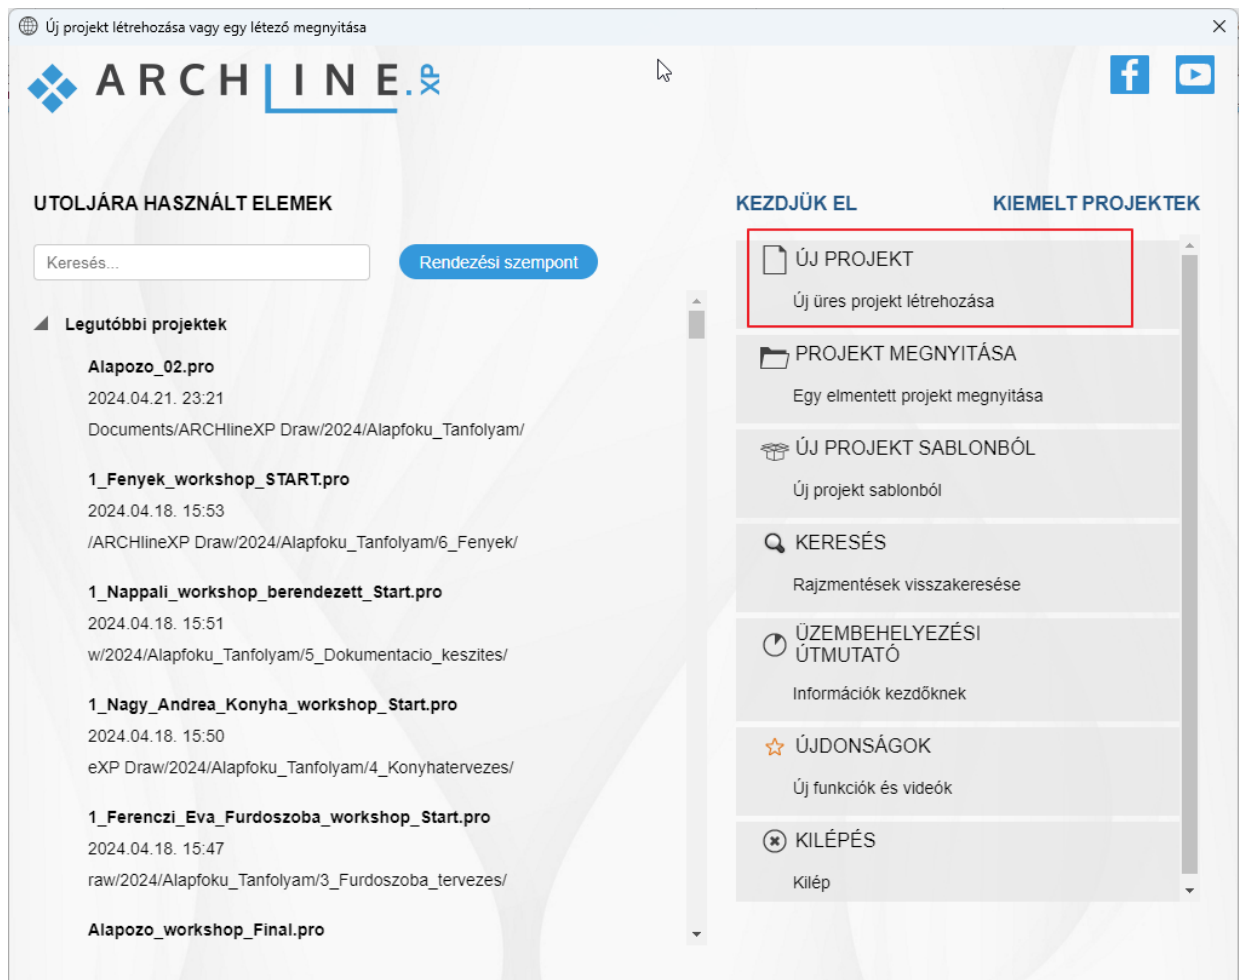 Új projekt létrehozása vagy egy létező megnyitása
ARCHLINE.XP
UTOLJÁRA HASZNÁLT ELEMEK
Keresés...
Rendezési szempont
Legutóbbi projektek
Alapozo_02.pro
2024.04.21. 23:21
Documents/ARCHlineXP Draw/2024/Alapfoku_Tanfolyam/
1_Fenyek_workshop_START.pro
2024.04.18. 15:53
/ARCHlineXP Draw/2024/Alapfoku_Tanfolyam/6_Fenyek/
1_Nappali_workshop_berendezett_Start.pro
2024.04.18. 15:51
w/2024/Alapfoku_Tanfolyam/5_Dokumentacio_keszites/
1_Nagy_Andrea_Konyha_workshop_Start.pro
2024.04.18. 15:50
eXP Draw/2024/Alapfoku_Tanfolyam/4_Konyhatervezes/
1_Ferenczi_Eva_Furdoszoba_workshop_Start.pro
2024.04.18. 15:47
raw/2024/Alapfoku_Tanfolyam/3_Furdoszoba_tervezes/
Alapozo_workshop_Final.pro
KEZDJÜK EL
KIEMELT PROJEKTEK
ÚJ PROJEKT
Új üres projekt létrehozása
PROJEKT MEGNYITÁSA
Egy elmentett projekt megnyitása
ÚJ PROJEKT SABLONBÓL
Új projekt sablonból
KERESÉS
Rajzmentések visszakeresése
ÜZEMBEHELYEZÉSI
ÚTMUTATÓ
Információk kezdőknek
ÚJDONSÁGOK
Új funkciók és videók
KILÉPÉS
Kilép